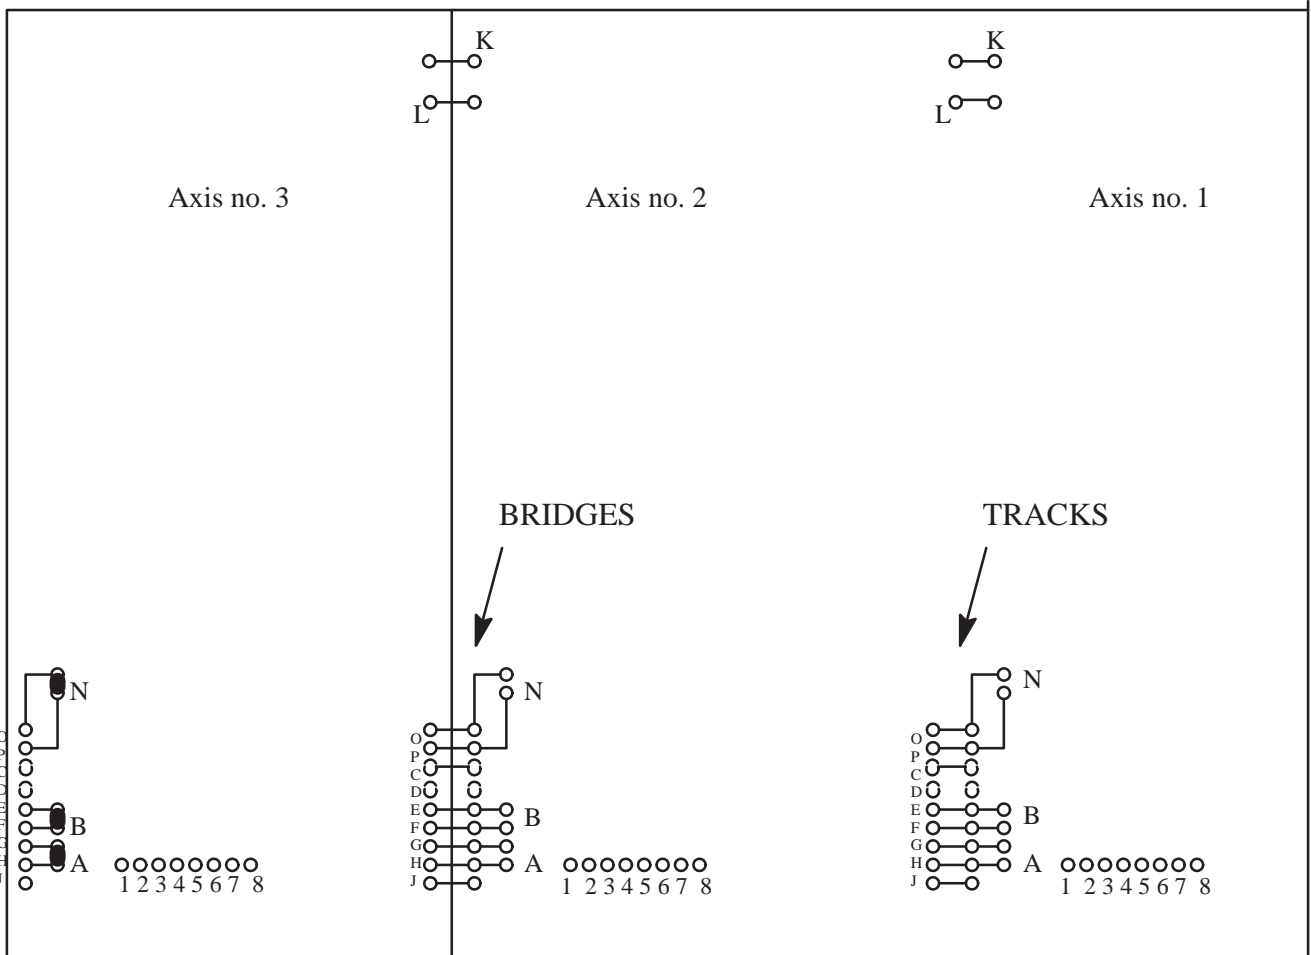 K K
L L
Axis no. 3 Axis no. 2 Axis no. 1
BRIDGES TRACKS
N N N
O O
P P
C C
D D
E E
B B B
F F
G G
A H A H A
J J
1 2 3 4 5 6 7 8 1 2 3 4 5 6 7 8 1 2 3 4 5 6 7 8